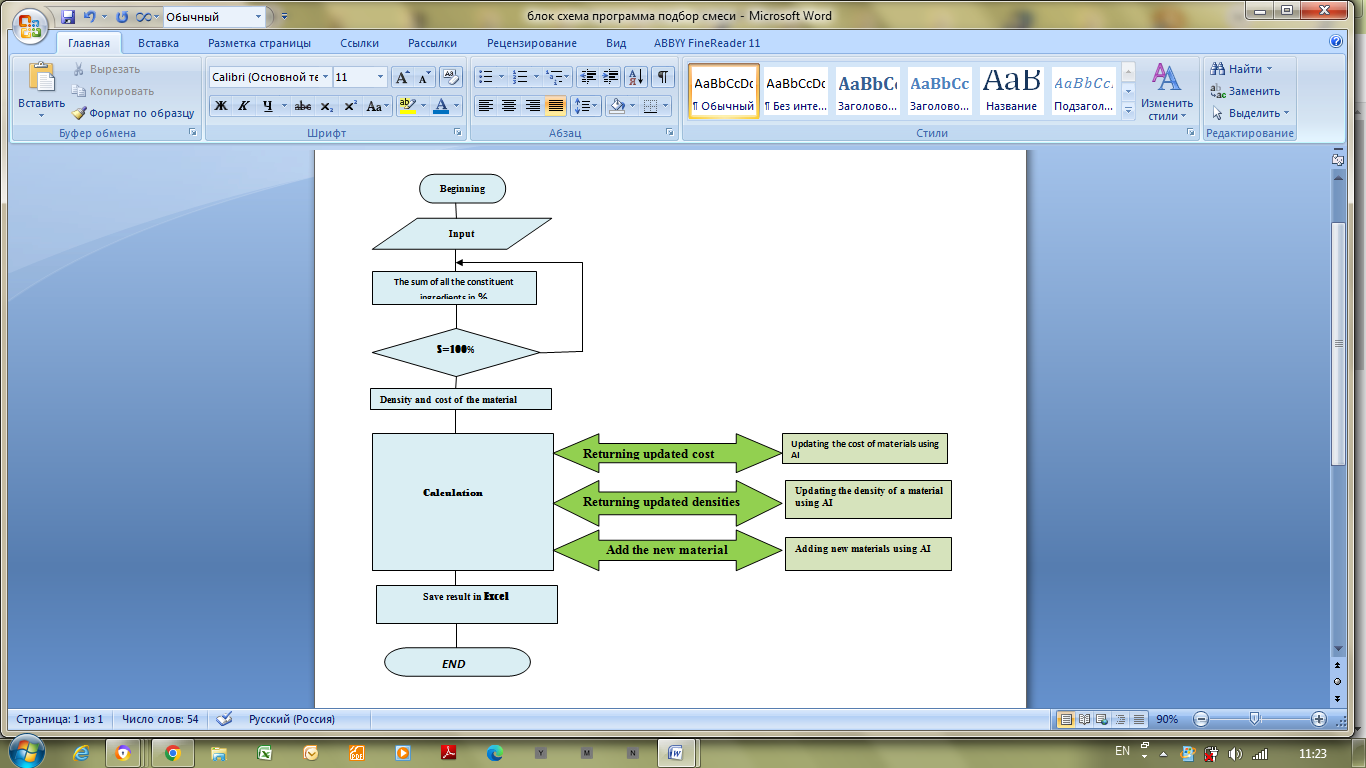 Обычный
блок схема программа подбор смеси - Microsoft Word
Главная Вставка Разметка страницы Ссылки Рассылки Рецензирование Вид ABBYY FineReader 11
Вставить
Вырезать
Копировать
Формат по образцу
Буфер обмена
Calibri (Основной те 11
Ж К Ч abc x₂ x² Aa
Шрифт
Абзац
AaBbCcDc AaBbCcDc AaBbC AaBbCc AaB AaBbCc.
¶ Обычный ¶ Без инте... Заголово... Заголово... Название Подзагол...
Изменить
стили
Стили
Найти
Заменить
Выделить
Редактирование
Beginning
Input
The sum of all the constituent
ingredients in %
S=100%
Density and cost of the material
Calculation
Returning updated cost
Updating the cost of materials using
AI
Returning updated densities
Updating the density of a material
using AI
Add the new material
Adding new materials using AI
Save result in Excel
END
Страница: 1 из 1 Число слов: 54 Русский (Россия) 90%
Y M N EN 11:23